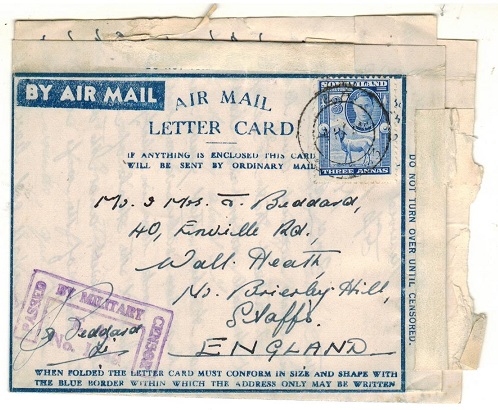 BY AIR MAIL
AIR MAIL
LETTER CARD
IF ANYTHING IS ENCLOSED THIS CARD
WILL BE SENT BY ORDINARY MAIL
SOMALILAND
THREE ANNAS
DO NOT TURN OVER UNTIL CENSORED.
Mr. & Mrs. J. Beddard,
40, Enville Rd,
Wall Heath,
Nr. Brierley Hill,
Staffs.
ENGLAND
PASSED
BY MILITARY
CENSOR
No.
Beddard
WHEN FOLDED THE LETTER CARD MUST CONFORM IN SIZE AND SHAPE WITH
THE BLUE BORDER WITHIN WHICH THE ADDRESS ONLY MAY BE WRITTEN